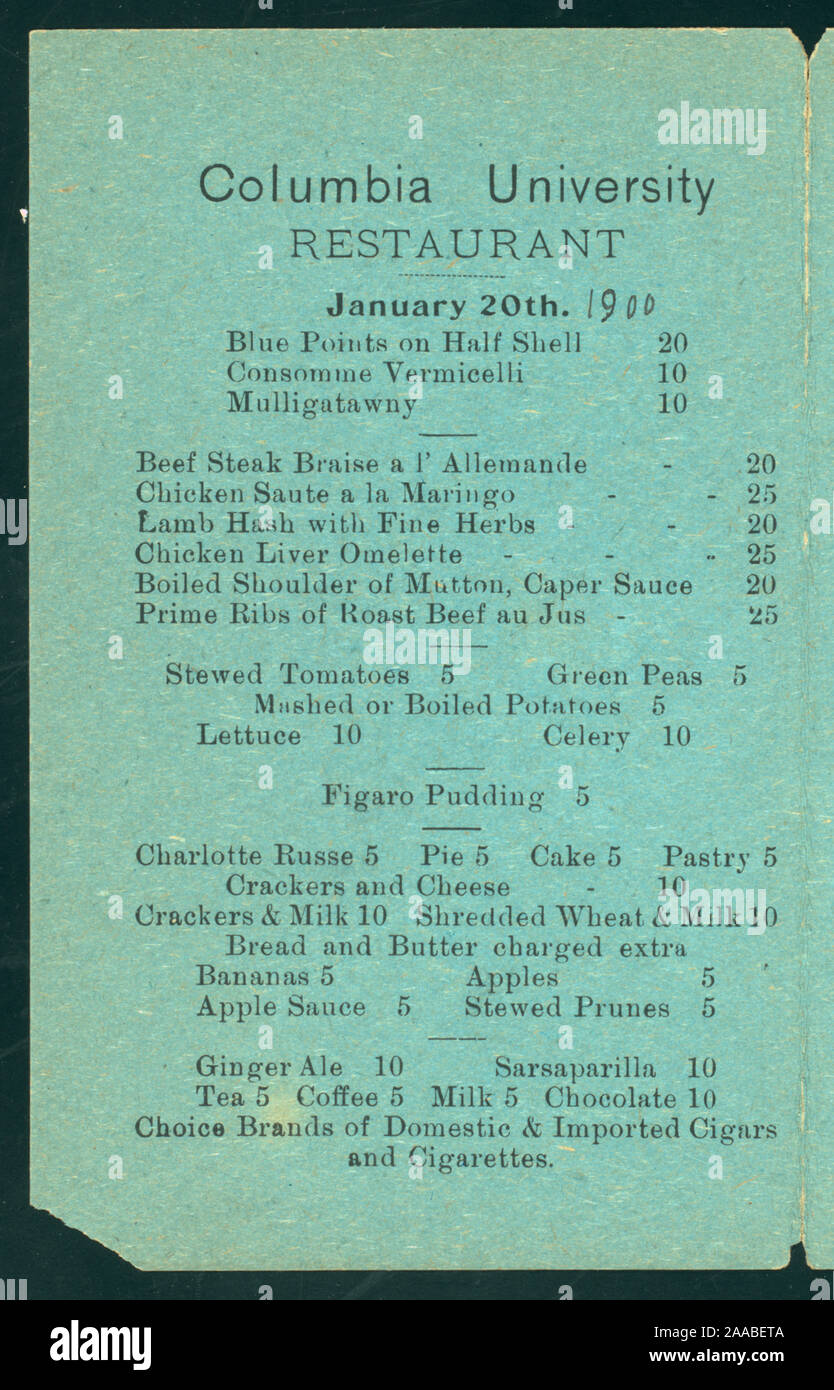 Columbia University
RESTAURANT
January 20th. 1900
Blue Points on Half Shell 20
Consomme Vermicelli 10
Mulligatawny 10
Beef Steak Braise a l' Allemande - 20
Chicken Saute a la Maringo - - 25
Lamb Hash with Fine Herbs - - 20
Chicken Liver Omelette - - - 25
Boiled Shoulder of Mutton, Caper Sauce 20
Prime Ribs of Roast Beef au Jus - 25
Stewed Tomatoes 5 Green Peas 5
Mashed or Boiled Potatoes 5
Lettuce 10 Celery 10
Figaro Pudding 5
Charlotte Russe 5 Pie 5 Cake 5 Pastry 5
Crackers and Cheese - 10
Crackers & Milk 10 Shredded Wheat & Milk 10
Bread and Butter charged extra
Bananas 5 Apples 5
Apple Sauce 5 Stewed Prunes 5
Ginger Ale 10 Sarsaparilla 10
Tea 5 Coffee 5 Milk 5 Chocolate 10
Choice Brands of Domestic & Imported Cigars
and Cigarettes.
alamy
Image ID: 2AABETA
www.alamy.com